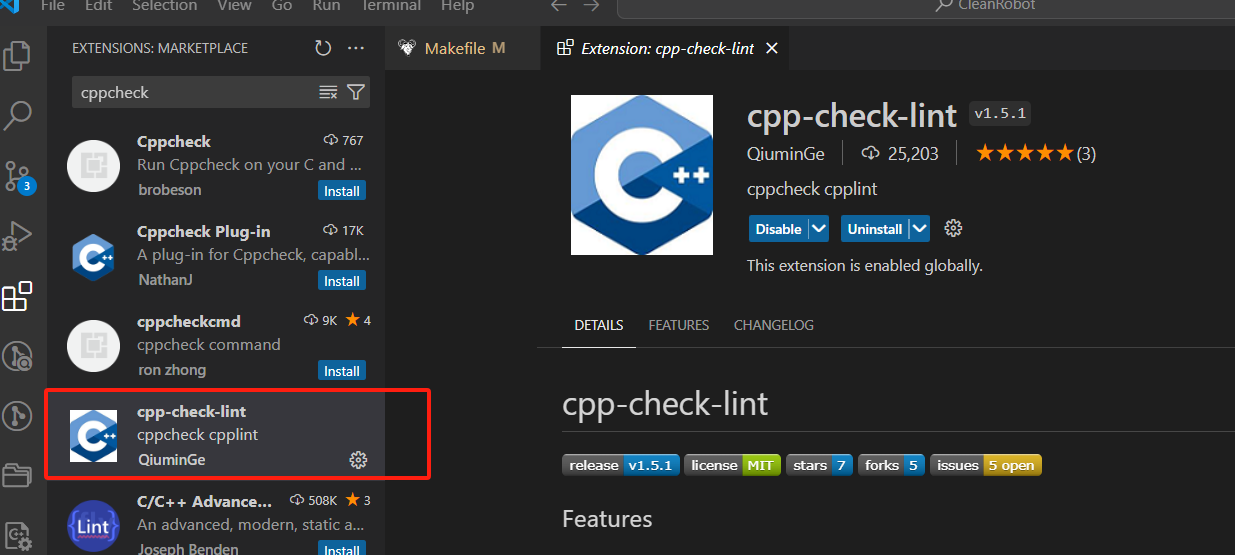 File Edit Selection View Go Run Terminal Help
CleanRobot
EXTENSIONS: MARKETPLACE
cppcheck
Cppcheck 767
Run Cppcheck on your C and ...
brobeson Install
Cppcheck Plug-in 17K
A plug-in for Cppcheck, capabl...
NathanJ Install
cppcheckcmd 9K 4
cppcheck command
ron zhong Install
cpp-check-lint
cppcheck cpplint
QiuminGe
C/C++ Advance... 508K 3
An advanced, modern, static a...
Joseph Benden Install
{Lint}
3
Makefile M
Extension: cpp-check-lint
C++
cpp-check-lint v1.5.1
QiuminGe 25,203 (3)
cppcheck cpplint
Disable Uninstall
This extension is enabled globally.
DETAILS FEATURES CHANGELOG
cpp-check-lint
release v1.5.1 license MIT stars 7 forks 5 issues 5 open
Features